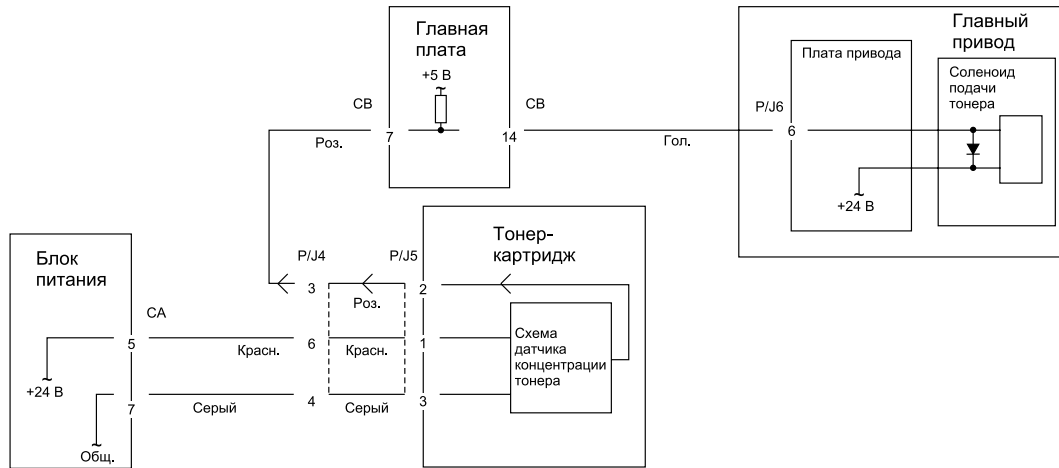 Главная
плата
+5 В
СВ
7
14
СВ
Роз.
Гол.
Главный
привод
Плата привода
P/J6
6
+24 В
Соленоид
подачи
тонера
Блок
питания
СА
5
7
+24 В
Общ.
Красн.
Серый
P/J4
3
6
4
Роз.
Красн.
Серый
P/J5
2
1
3
Тонер-
картридж
Схема
датчика
концентрации
тонера